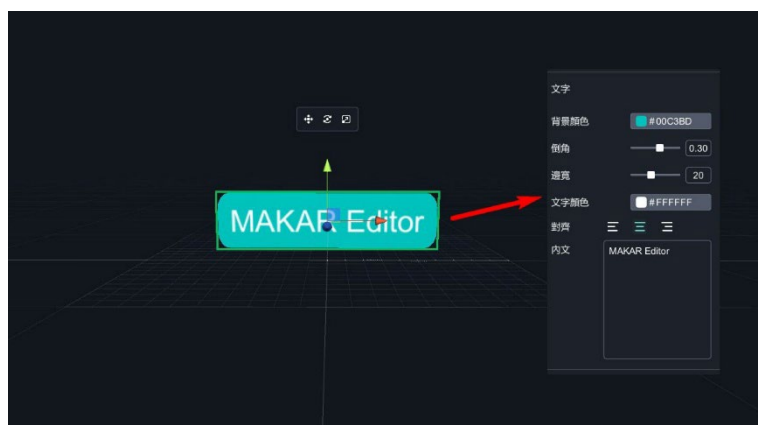 MAKAR Editor
文字
背景顏色 #00C3BD
倒角 0.30
邊寬 20
文字顏色 #FFFFFF
對齊
內文 MAKAR Editor